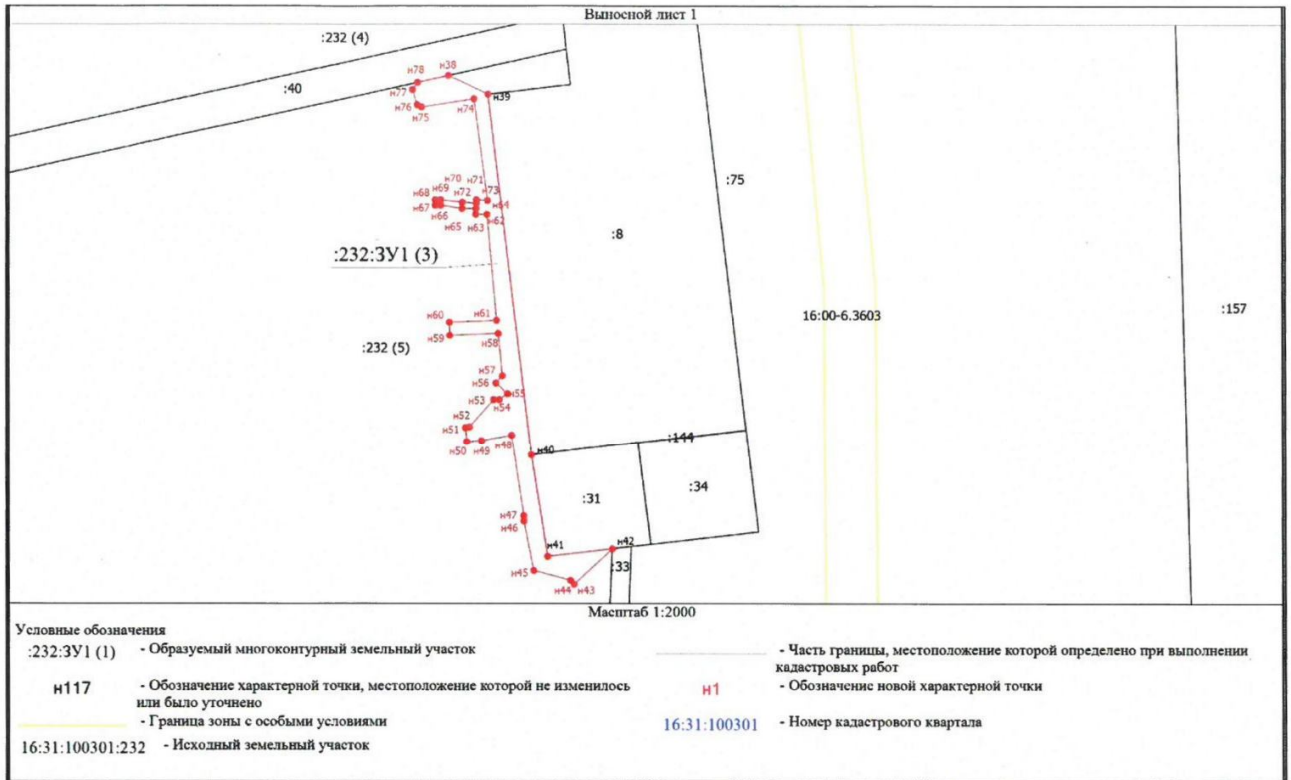 Выносной лист 1
:232 (4)
:40
н78
н38
н77
н39
н76
н74
н75
:75
н70
н71
н68
н69
н72
н73
н67
н64
н66
н65
н63
н62
:8
:232:ЗУ1 (3)
16:00-6.3603
:157
н60
н61
н59
н58
:232 (5)
н57
н56
н55
н53
н54
н52
н51
н50
н49
н48
н40
:144
:31
:34
н47
н46
н41
н42
:33
н45
н44
н43
Масштаб 1:2000
Условные обозначения
:232:ЗУ1 (1) - Образуемый многоконтурный земельный участок
- Часть границы, местоположение которой определено при выполнении
кадастровых работ
н117 - Обозначение характерной точки, местоположение которой не изменилось
или было уточнено
н1 - Обозначение новой характерной точки
- Граница зоны с особыми условиями
16:31:100301 - Номер кадастрового квартала
16:31:100301:232 - Исходный земельный участок